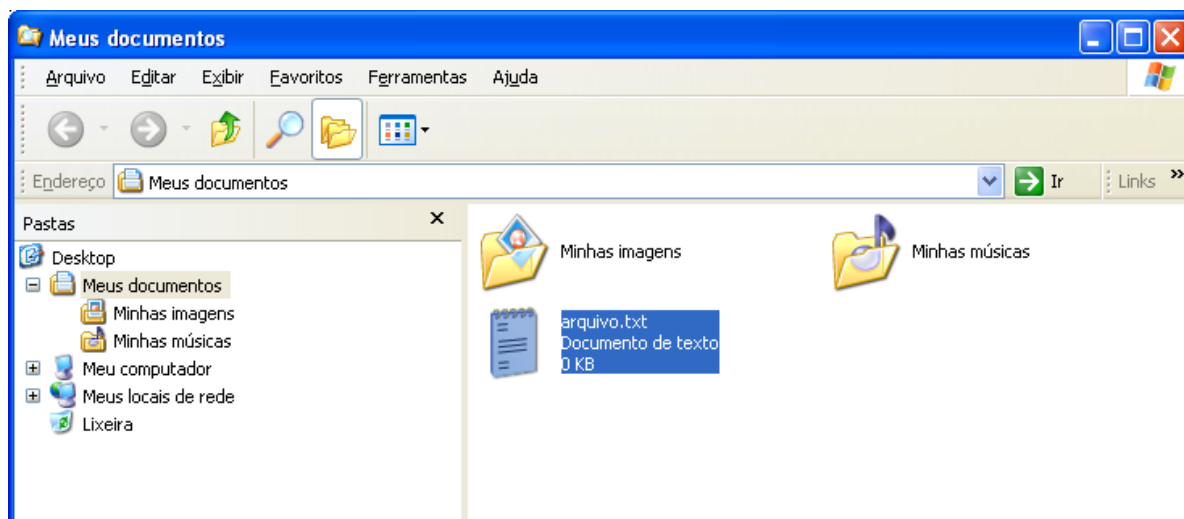 Meus documentos
Arquivo Editar Exibir Favoritos Ferramentas Ajuda
Endereço Meus documentos Ir Links »
Pastas
Desktop
Meus documentos
Minhas imagens
Minhas músicas
Meu computador
Meus locais de rede
Lixeira
Minhas imagens
Minhas músicas
arquivo.txt
Documento de texto
0 KB